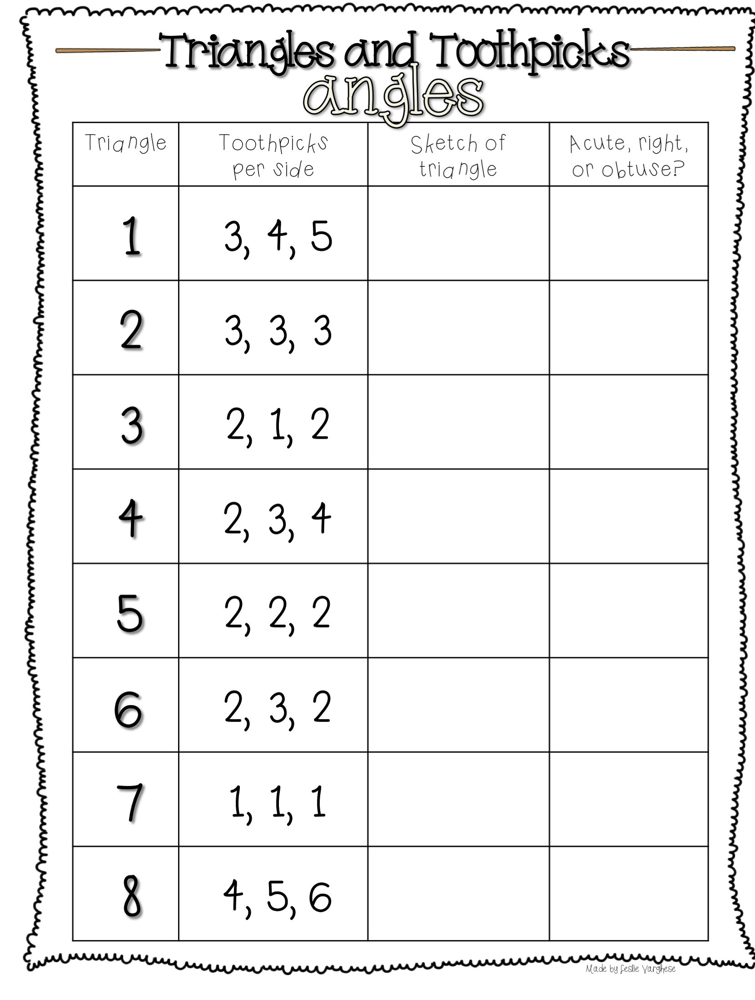 Triangles and Toothpicks
angles
Triangle
Toothpicks
per side
Sketch of
triangle
Acute, right,
or obtuse?
1 3, 4, 5
2 3, 3, 3
3 2, 1, 2
4 2, 3, 4
5 2, 2, 2
6 2, 3, 2
7 1, 1, 1
8 4, 5, 6
Made by Leslie Varghese